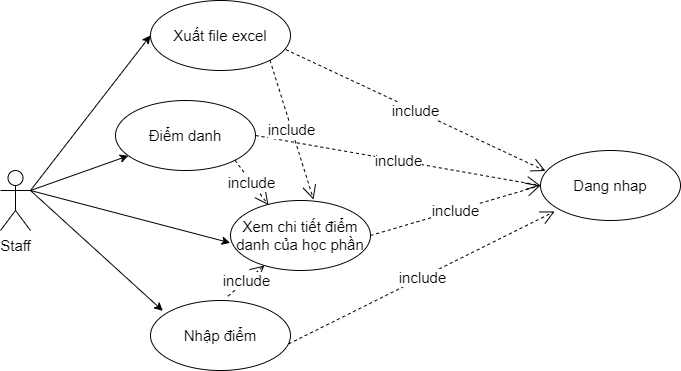 Xuất file excel
include
include
Điểm danh
include
include
Dang nhap
Staff
Xem chi tiết điểm
danh của học phần
include
include
include
Nhập điểm